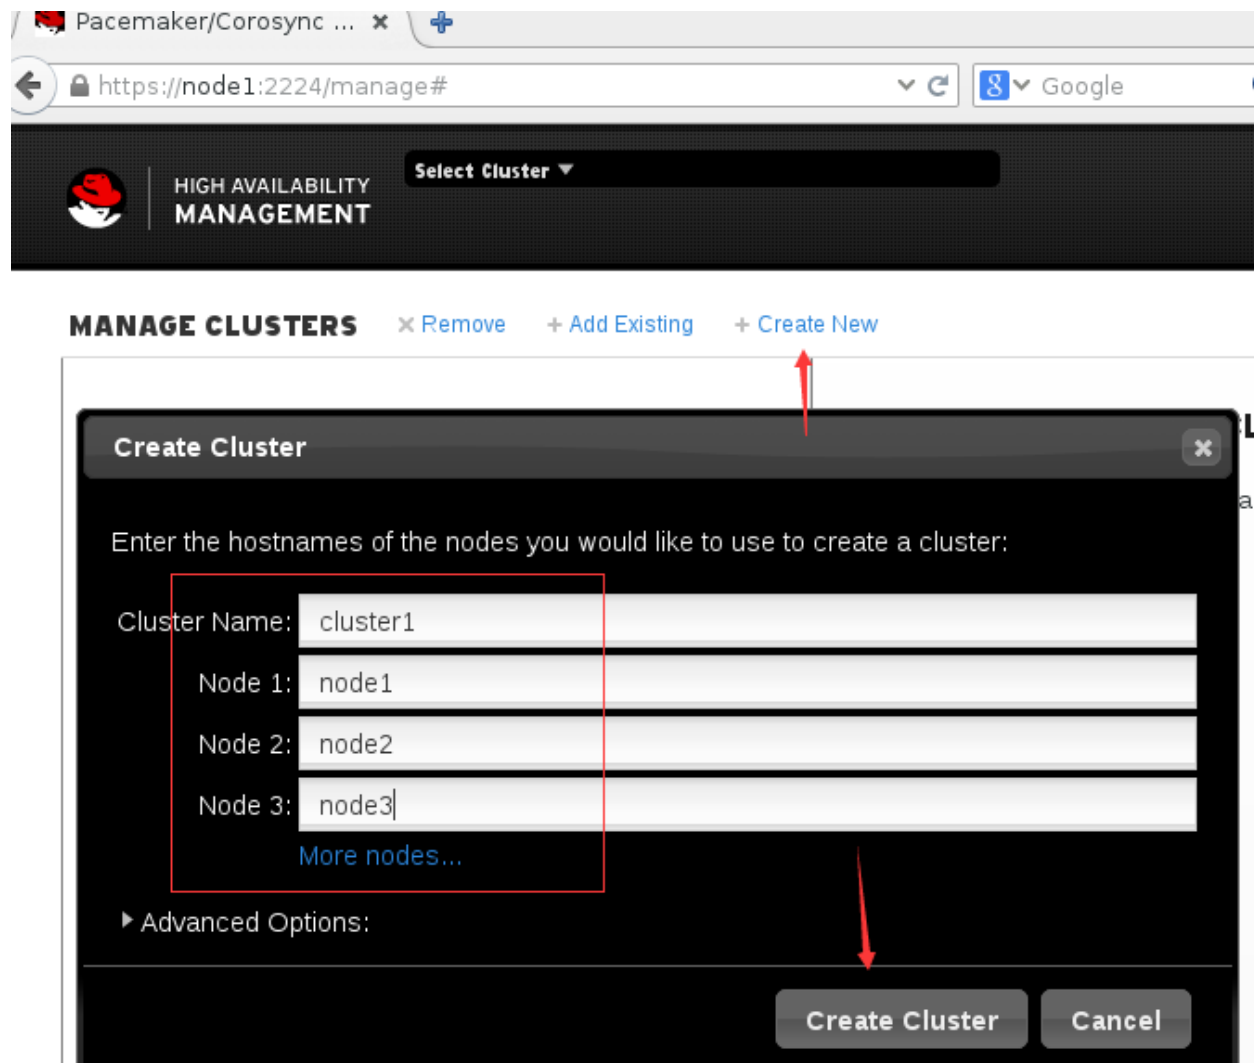 Pacemaker/Corosync ...
https://node1:2224/manage#
8
Google
Select Cluster
HIGH AVAILABILITY
MANAGEMENT
MANAGE CLUSTERS Remove + Add Existing + Create New
Create Cluster
Enter the hostnames of the nodes you would like to use to create a cluster:
Cluster Name: cluster1
Node 1: node1
Node 2: node2
Node 3: node3
More nodes...
Advanced Options:
Create Cluster Cancel